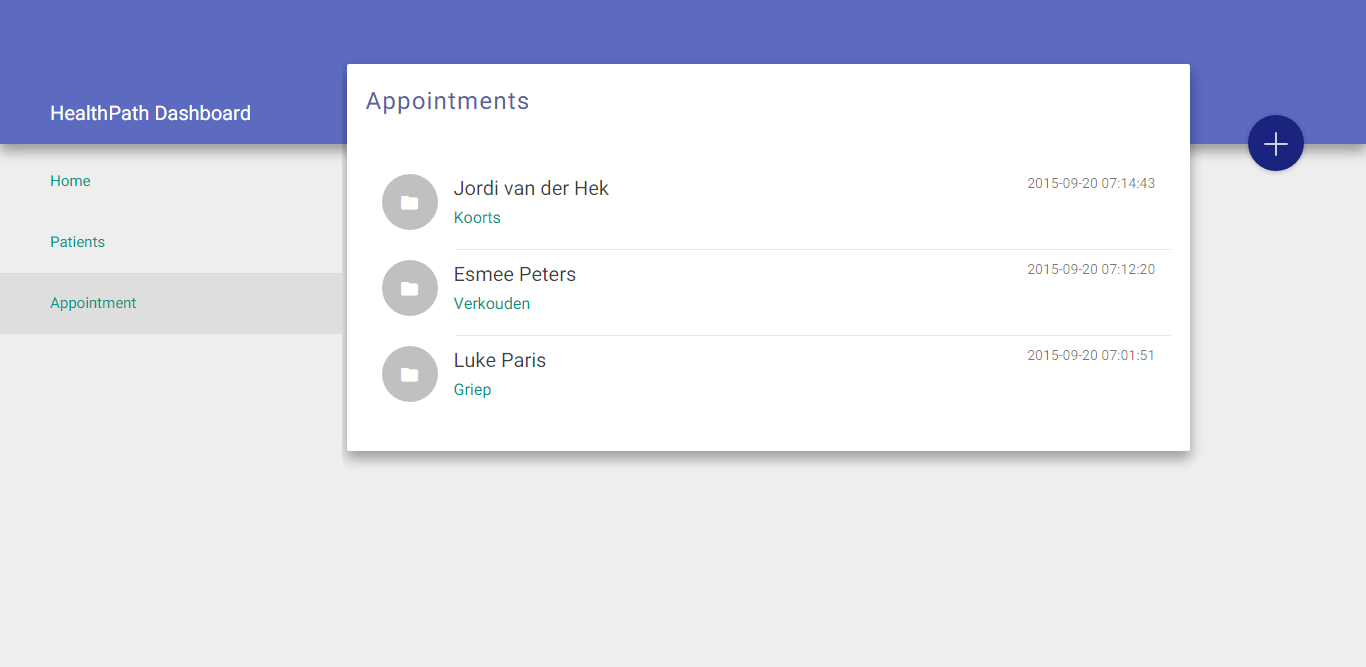 HealthPath Dashboard
Home
Patients
Appointment
Appointments
Jordi van der Hek
2015-09-20 07:14:43
Koorts
Esmee Peters
2015-09-20 07:12:20
Verkouden
Luke Paris
2015-09-20 07:01:51
Griep